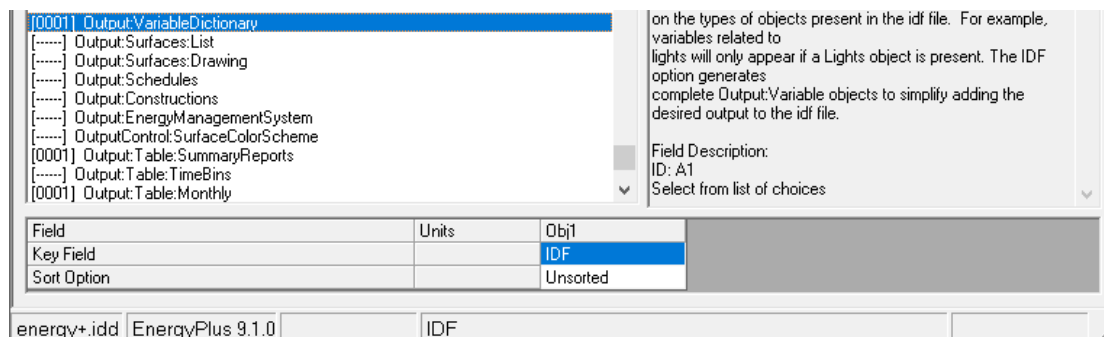 [0001] Output:VariableDictionary
[------] Output:Surfaces:List
[------] Output:Surfaces:Drawing
[------] Output:Schedules
[------] Output:Constructions
[------] Output:EnergyManagementSystem
[------] OutputControl:SurfaceColorScheme
[0001] Output:Table:SummaryReports
[------] Output:Table:TimeBins
[0001] Output:Table:Monthly
on the types of objects present in the idf file. For example,
variables related to
lights will only appear if a Lights object is present. The IDF
option generates
complete Output:Variable objects to simplify adding the
desired output to the idf file.
Field Description:
ID: A1
Select from list of choices
Field Units Obj1
Key Field IDF
Sort Option Unsorted
energy+.idd EnergyPlus 9.1.0 IDF